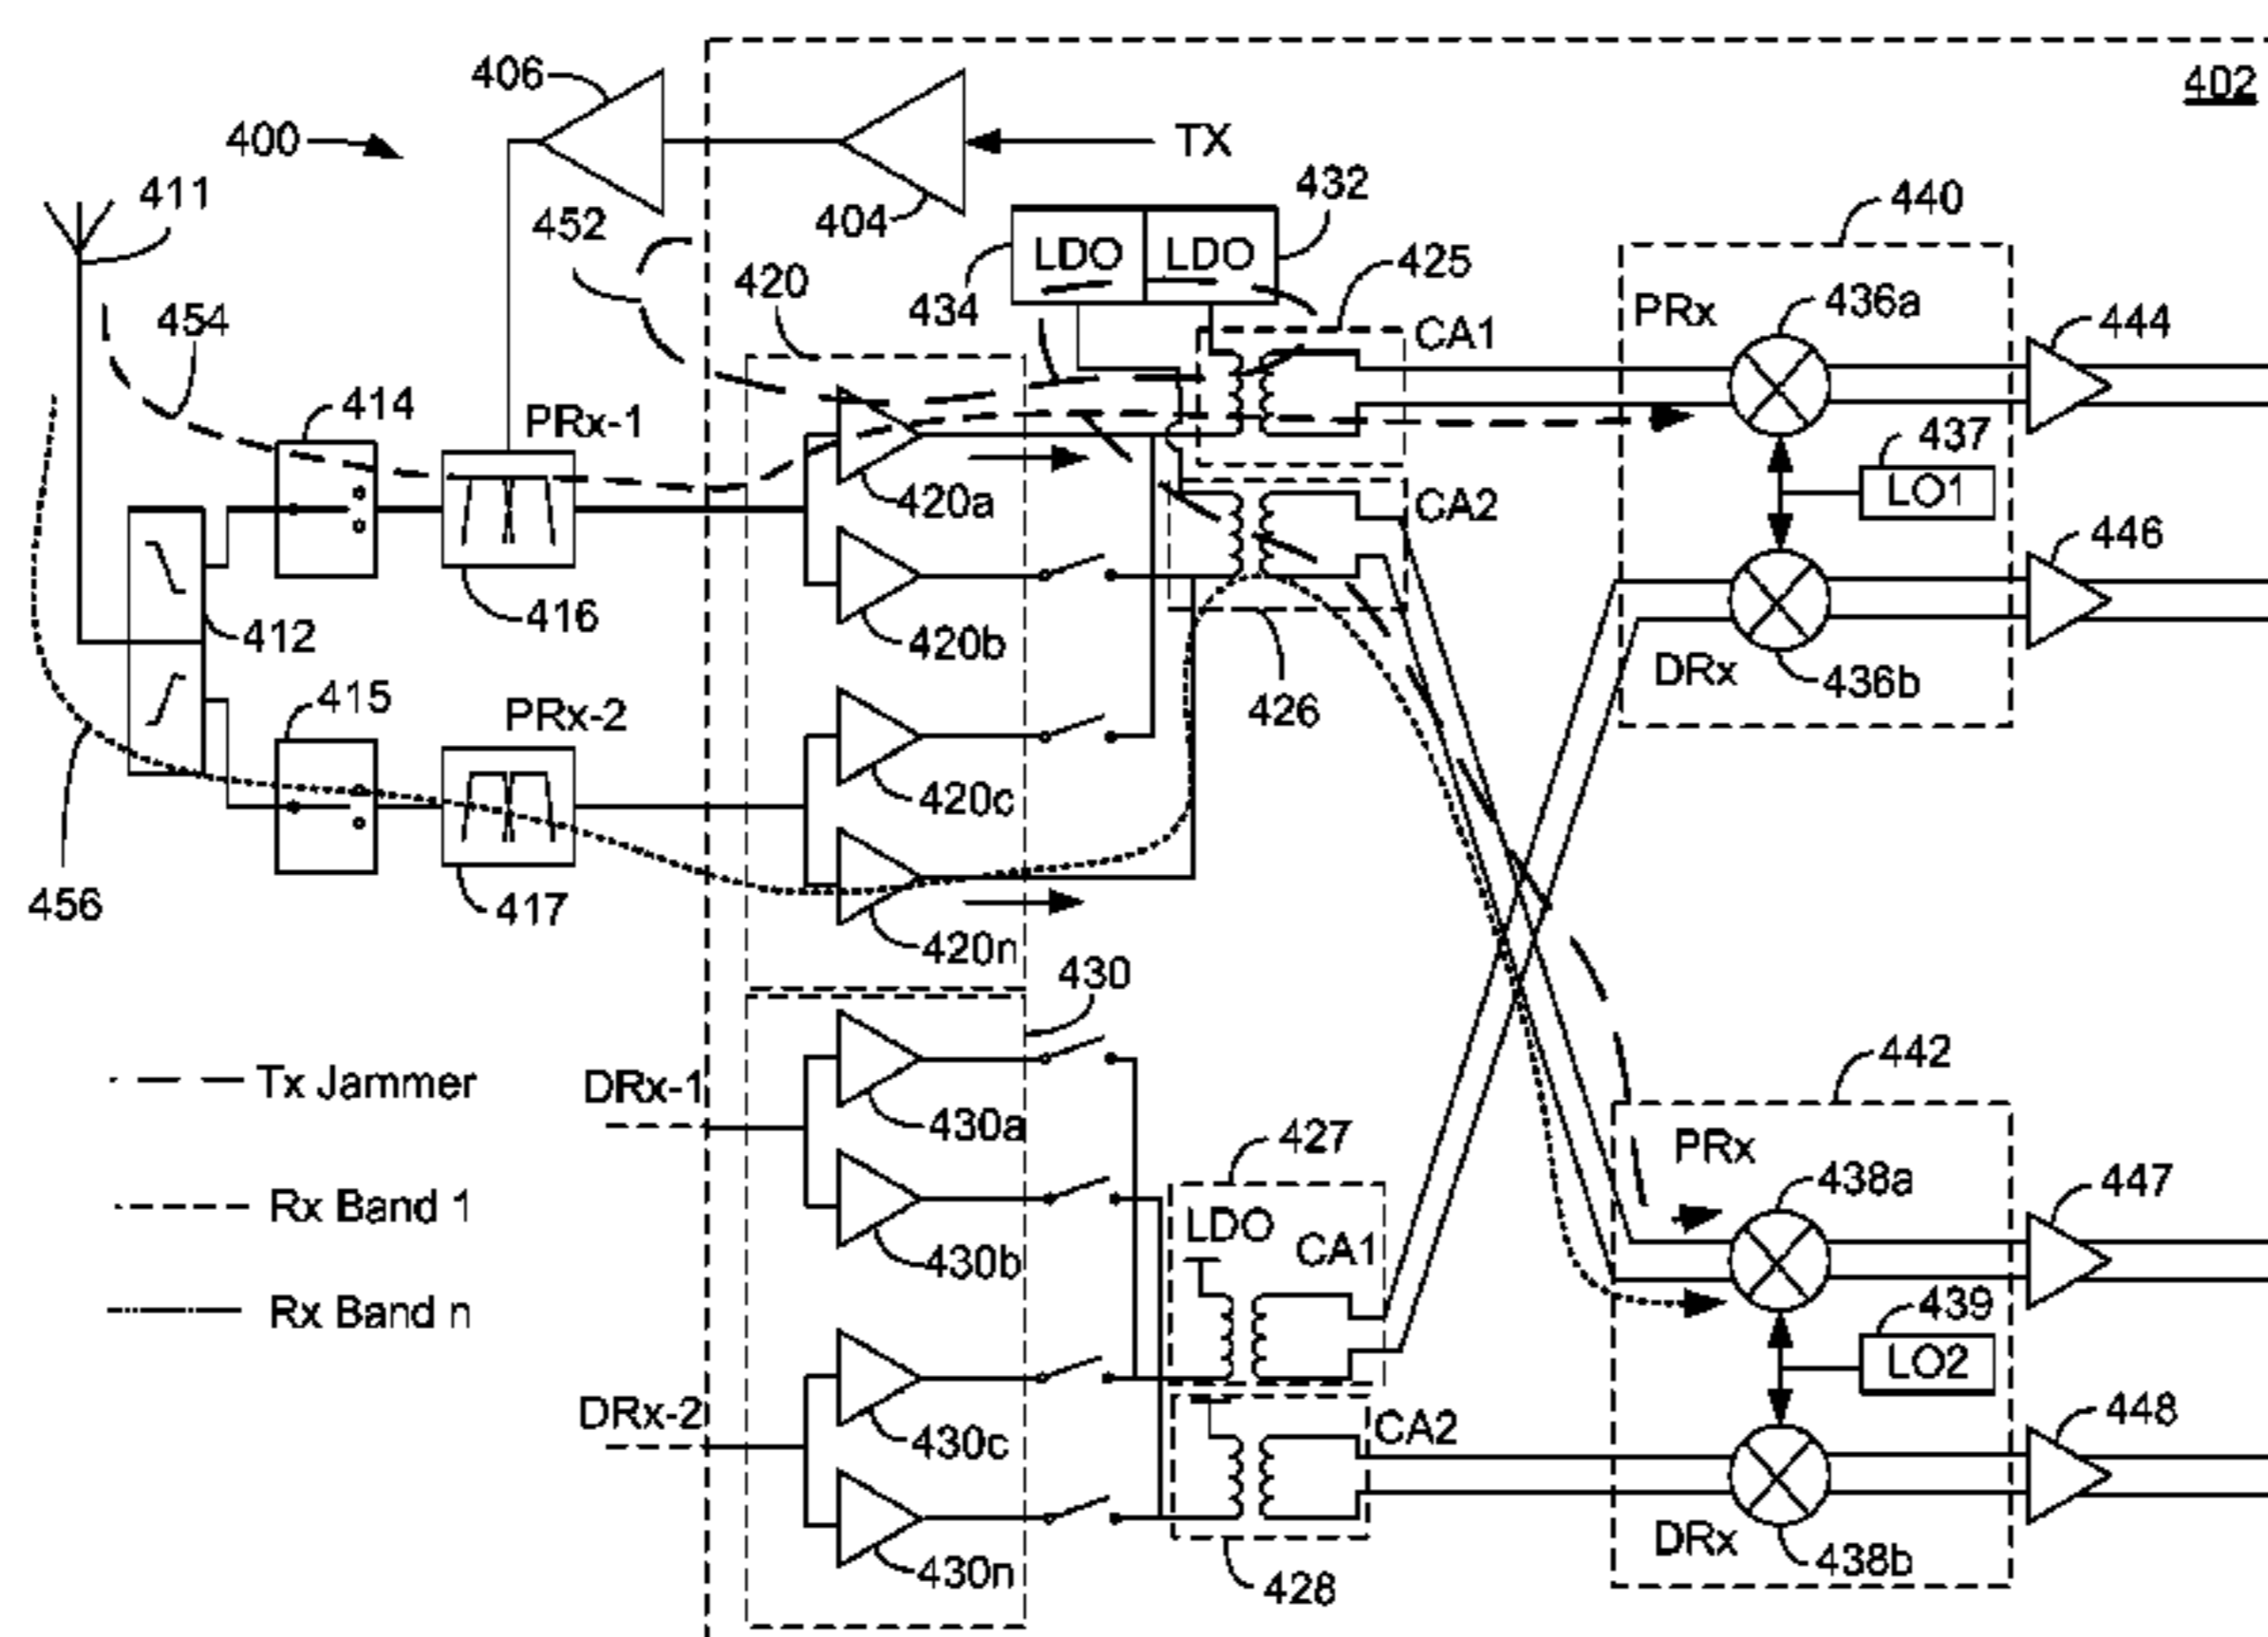 402
406
400
TX
411
452
404
432
440
420
LDO
LDO
425
434
454
PRx
436a
CA1
444
414
PRx-1
437
LO1
420a
CA2
446
412
416
420b
426
DRx
436b
415
PRx-2
420c
456
417
420n
430
Tx Jammer
DRx-1
442
430a
427
PRx
438a
447
Rx Band 1
LDO
CA1
430b
Rx Band n
439
LO2
DRx-2
CA2
448
430c
DRx
438b
430n
428